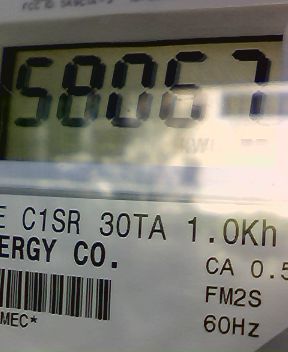 58067
E C1SR 30TA 1.0Kh
ERGY CO.
CA 0.5
FM2S
MEC*
60Hz